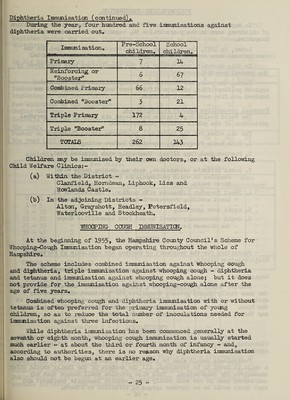 Diphtheria Immunisation (continued).
During the year, four hundred and five immunisations against
diphtheria were carried out.
Immunisation. Pre-School children. School children.
Primary 7 14
Reinforcing or "Booster" 6 67
Combined Primary 66 12
Combined "Booster" 3 21
Triple Primary 172 4
Triple "Booster" 8 25
TOTALS 262 143
Children may be immunised by their own doctors, or at the following
Child Welfare Clinics:-
(a) Within the District -
Clanfield, Horndean, Liphook, Liss and
Rowlands Castle.
(b) In the adjoining Districts -
Alton, Grayshott, Headley, Petersfield,
Waterlooville and Stockheath.
WHOOPING COUGH IMMUNISATION.
At the beginning of 1955, the Hampshire County Council's Scheme for
Whooping-Cough Immunisation began operating throughout the whole of
Hampshire.
The scheme includes combined immunisation against whooping cough
and diphtheria, triple immunisation against whooping cough - diphtheria
and tetanus and immunisation against whooping cough alone; but it does
not provide for the immunisation against whooping-cough alone after the
age of five years.
Combined whooping cough and diphtheria immunisation with or without
tetanus is often preferred for the primary immunisation of young
children, so as to reduce the total number of inoculations needed for
immunisation against three infections.
While diphtheria immunisation has been commenced generally at the
seventh or eighth month, whooping cough immunisation is usually started
much earlier - at about the third or fourth month of infancy - and,
according to authorities, there is no reason why diphtheria immunisation
also should not be begun at an earlier age.
- 25 -